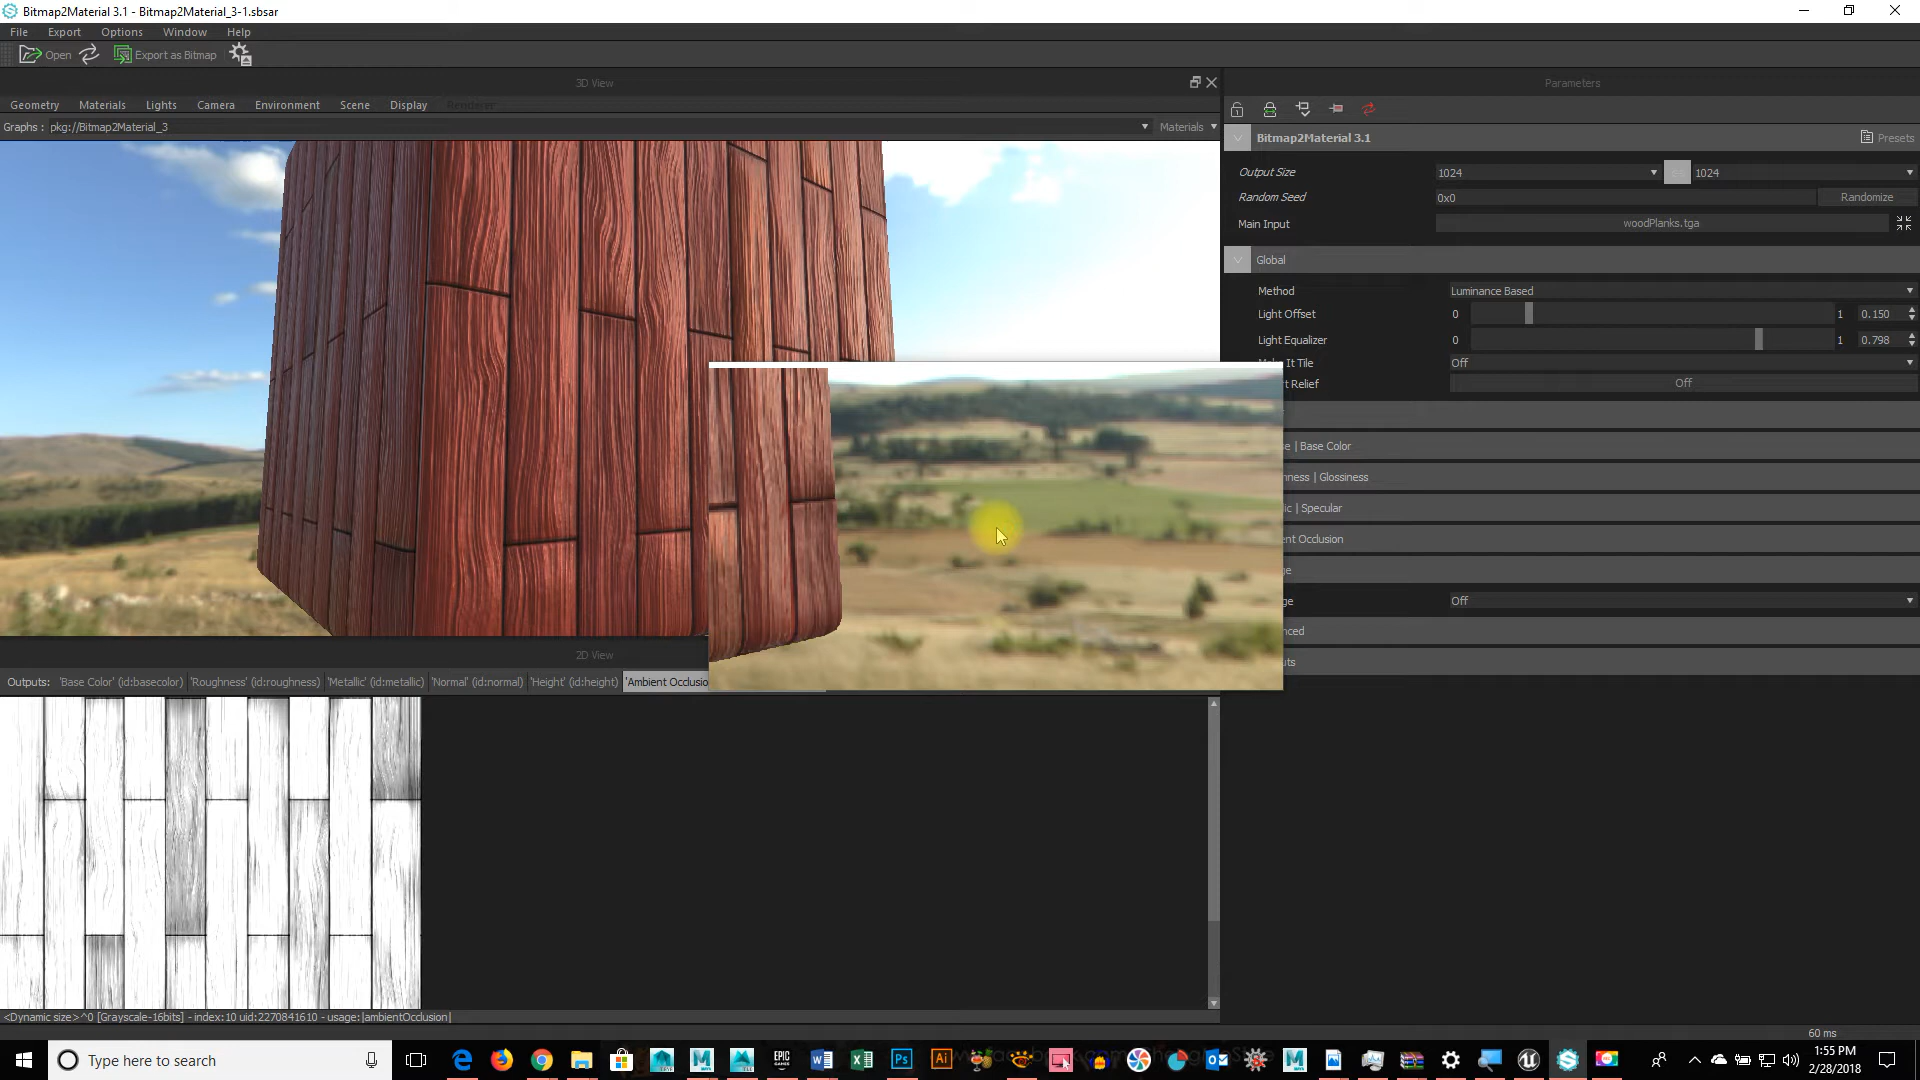 Bitmap2Material 3.1 - Bitmap2Material_3-1.sbsar
File Export Options Window Help
Open Export as Bitmap
3D View
Parameters
Geometry Materials Lights Camera Environment Scene Display Renderer
Graphs : pkg://Bitmap2Material_3 Materials
Bitmap2Material 3.1 Presets
Output Size 1024 1024
Random Seed 0x0 Randomize
Main Input woodPlanks.tga
Global
Method Luminance Based
Light Offset 0 1 0.150
Light Equalizer 0 1 0.798
It Tile Off
Relief Off
| Base Color
| Glossiness
| Specular
Occlusion
Off
2D View
Outputs: 'Base Color' (id:basecolor) 'Roughness' (id:roughness) 'Metallic' (id:metallic) 'Normal' (id:normal) 'Height' (id:height) 'Ambient Occlusio
<Dynamic size>^0 [Grayscale-16bits] - index:10 uid:2270841610 - usage:|ambientOcclusion|
60 ms
Type here to search
EPIC GAMES
Ps
Ai
1:55 PM
2/28/2018